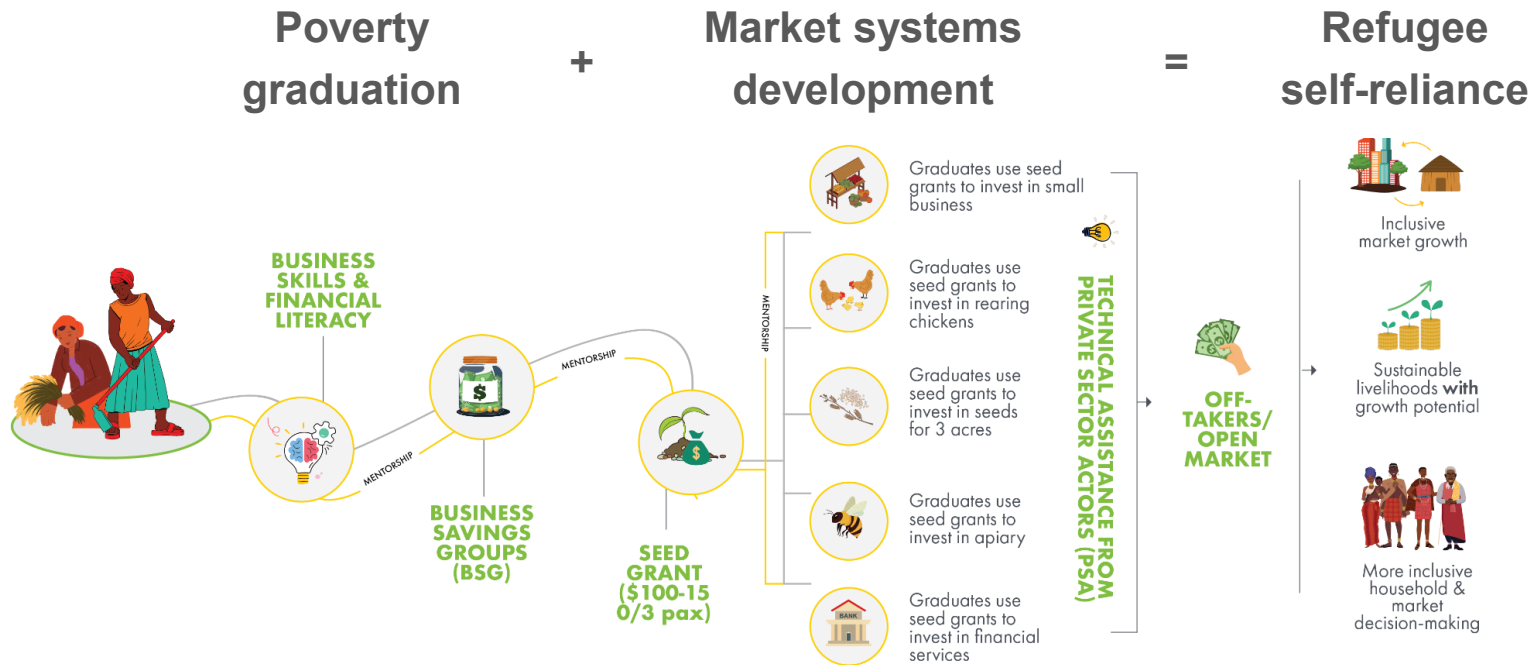 Poverty
graduation
+
Market systems
development
=
Refugee
self-reliance
BUSINESS
SKILLS &
FINANCIAL
LITERACY
MENTORSHIP
BUSINESS
SAVINGS
GROUPS
(BSG)
MENTORSHIP
$
SEED
GRANT
($100-15
0/3 pax)
$
MENTORSHIP
Graduates use seed
grants to invest in small
business
Graduates use
seed grants to
invest in rearing
chickens
Graduates use
seed grants to
invest in seeds
for 3 acres
Graduates use
seed grants to
invest in apiary
BANK
Graduates use
seed grants to
invest in financial
services
TECHNICAL ASSISTANCE FROM
PRIVATE SECTOR ACTORS (PSA)
OFF-
TAKERS/
OPEN
MARKET
Inclusive
market growth
Sustainable
livelihoods with
growth potential
More inclusive
household &
market
decision-making